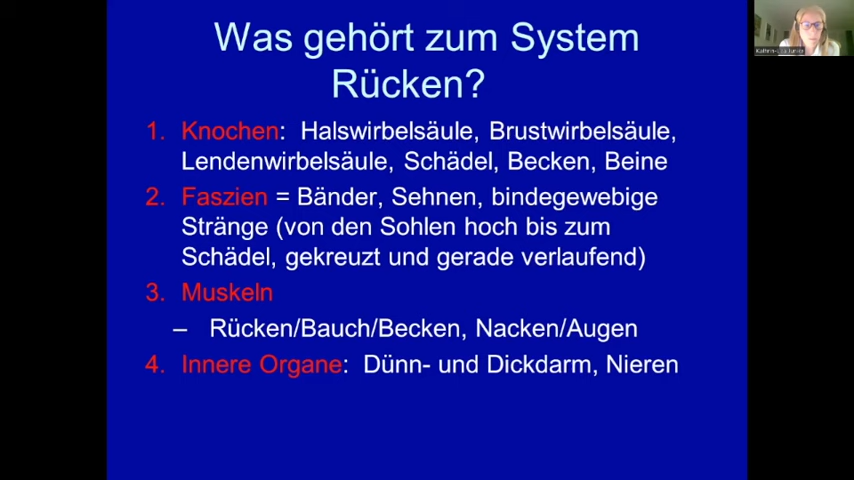 Was gehört zum System
Rücken?
1. Knochen: Halswirbelsäule, Brustwirbelsäule,
Lendenwirbelsäule, Schädel, Becken, Beine
2. Faszien = Bänder, Sehnen, bindegewebige
Stränge (von den Sohlen hoch bis zum
Schädel, gekreuzt und gerade verlaufend)
3. Muskeln
– Rücken/Bauch/Becken, Nacken/Augen
4. Innere Organe: Dünn- und Dickdarm, Nieren